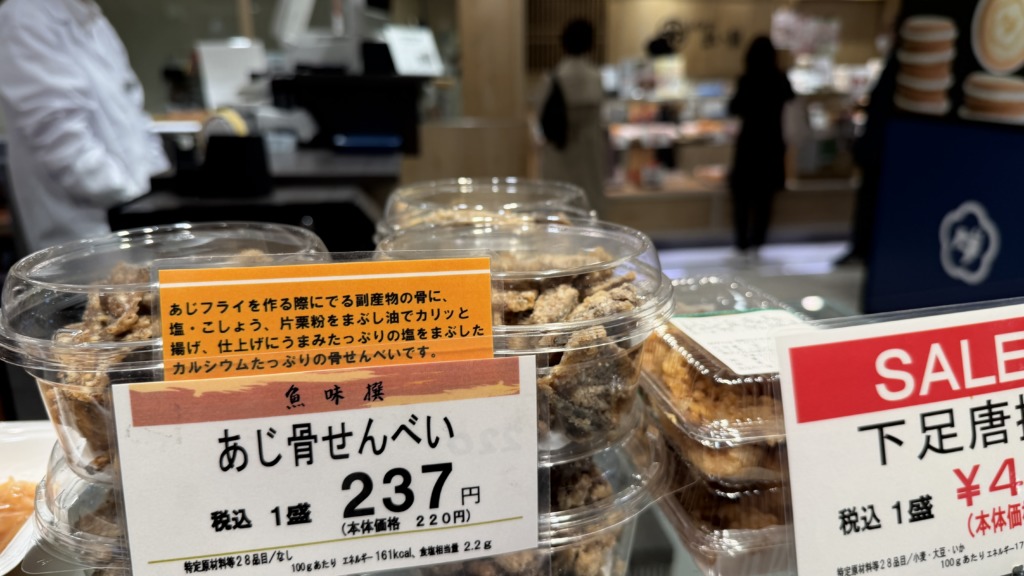 あじフライを作る際にでる副産物の骨に、
塩・こしょう、片栗粉をまぶし油でカリッと
揚げ、仕上げにうまみたっぷりの塩をまぶした
カルシウムたっぷりの骨せんべいです。
魚味撰
あじ骨せんべい
税込 1盛 237円
(本体価格 220円)
特定原材料等28品目/なし
100gあたり エネルギー161kcal、食塩相当量 2.2g
SALE
下足唐
税込 1盛 ¥4
(本体価
特定原材料等28品目/小麦・大豆・いか
100gあたり エネルギー